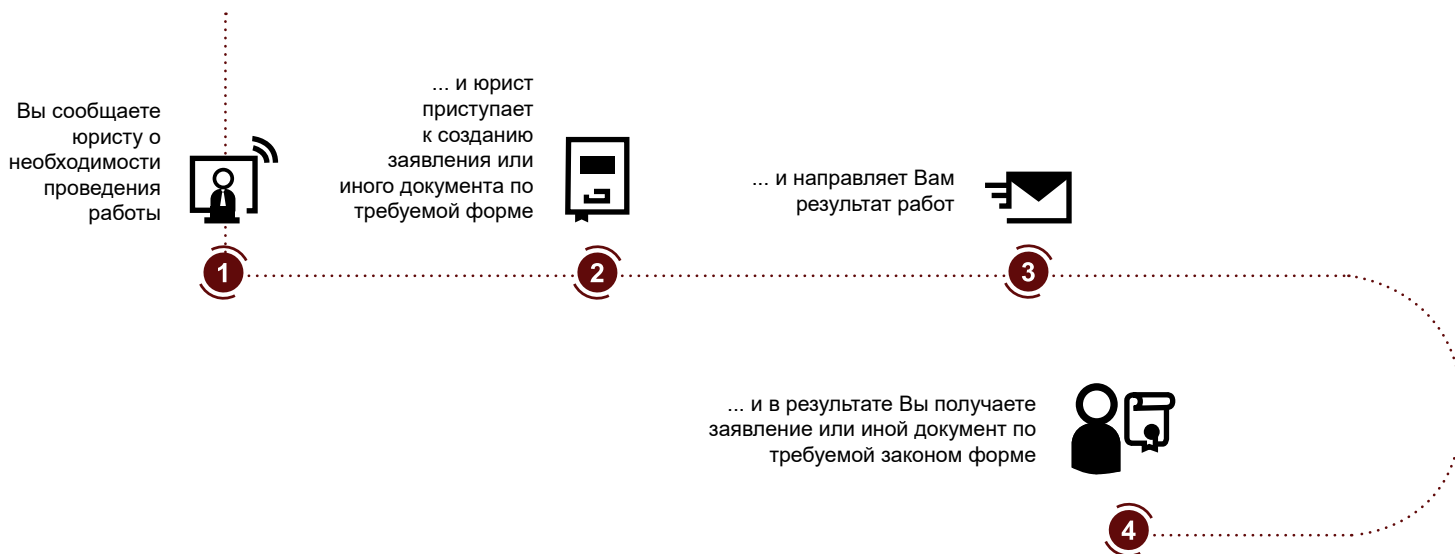 Вы сообщаете
юристу о
необходимости
проведения
работы
1
... и юрист
приступает
к созданию
заявления или
иного документа по
требуемой форме
2
... и направляет Вам
результат работ
3
... и в результате Вы получаете
заявление или иной документ по
требуемой законом форме
4